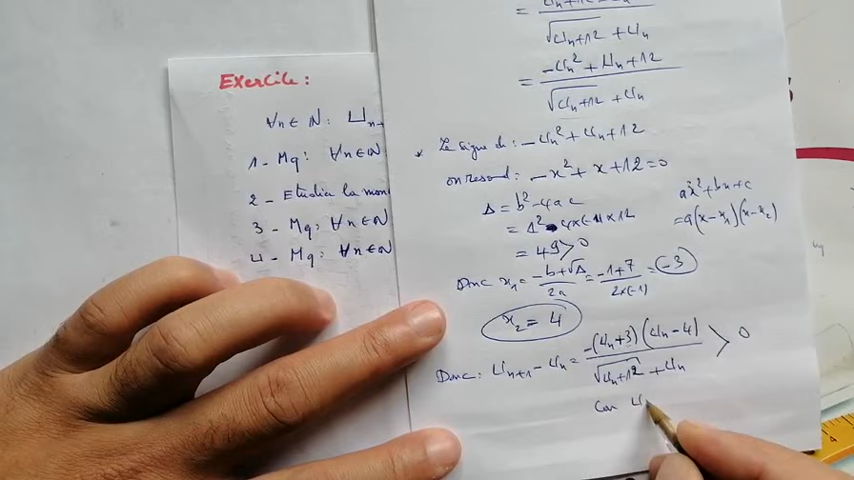 Exercice :
∀n∈ℕ : U
1 - Mq : ∀n∈ℕ
2 - Etudia la mon
3 - Mq : ∀n∈ℕ
4 - Mq : ∀n∈ℕ
=
√Un+12 + Un
= -Un² + Un + 12
√Un+12 + Un
* Le signe de : -Un² + Un + 12
on resoud : -x² + x + 12 = 0
Δ = b² - 4ac
= 1² - 4×(-1)×12
= 49 > 0
ax² + bx + c
= a(x - x₁)(x - x₂)
Donc x₁ = (-b + √Δ)/2a = (-1 + 7)/(2×(-1)) = -3
x₂ = 4
Donc : Un+1 - Un = -(Un+3)(Un-4)/(√Un+12 + Un) > 0
Car U